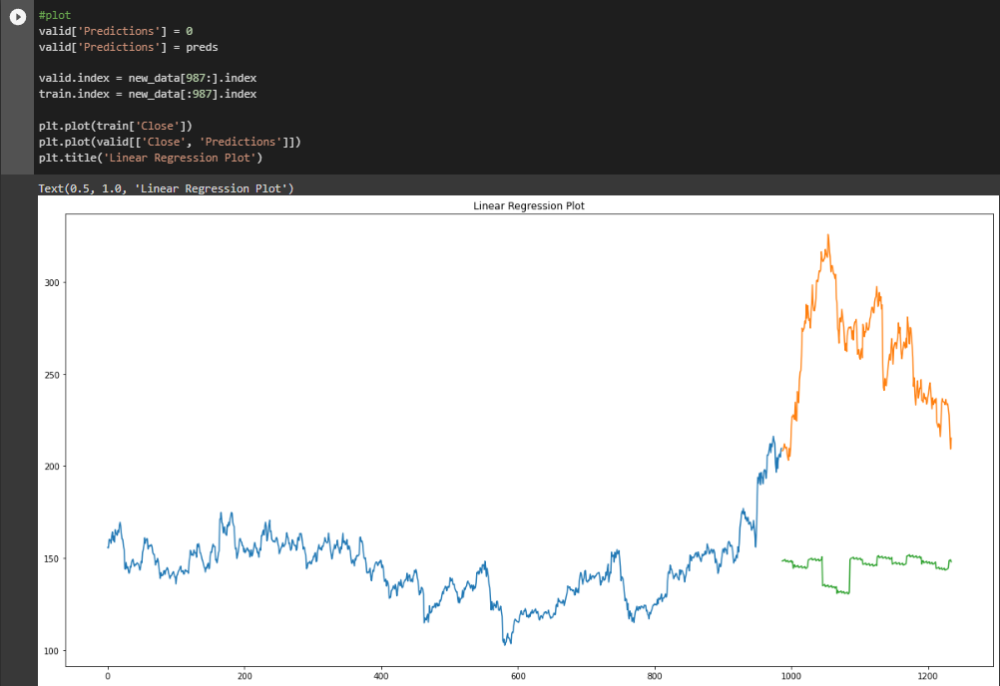 #plot
valid['Predictions'] = 0
valid['Predictions'] = preds
valid.index = new_data[987:].index
train.index = new_data[:987].index
plt.plot(train['Close'])
plt.plot(valid[['Close', 'Predictions']])
plt.title('Linear Regression Plot')
Text(0.5, 1.0, 'Linear Regression Plot')
Linear Regression Plot
300
250
200
150
100
0 200 400 600 800 1000 1200